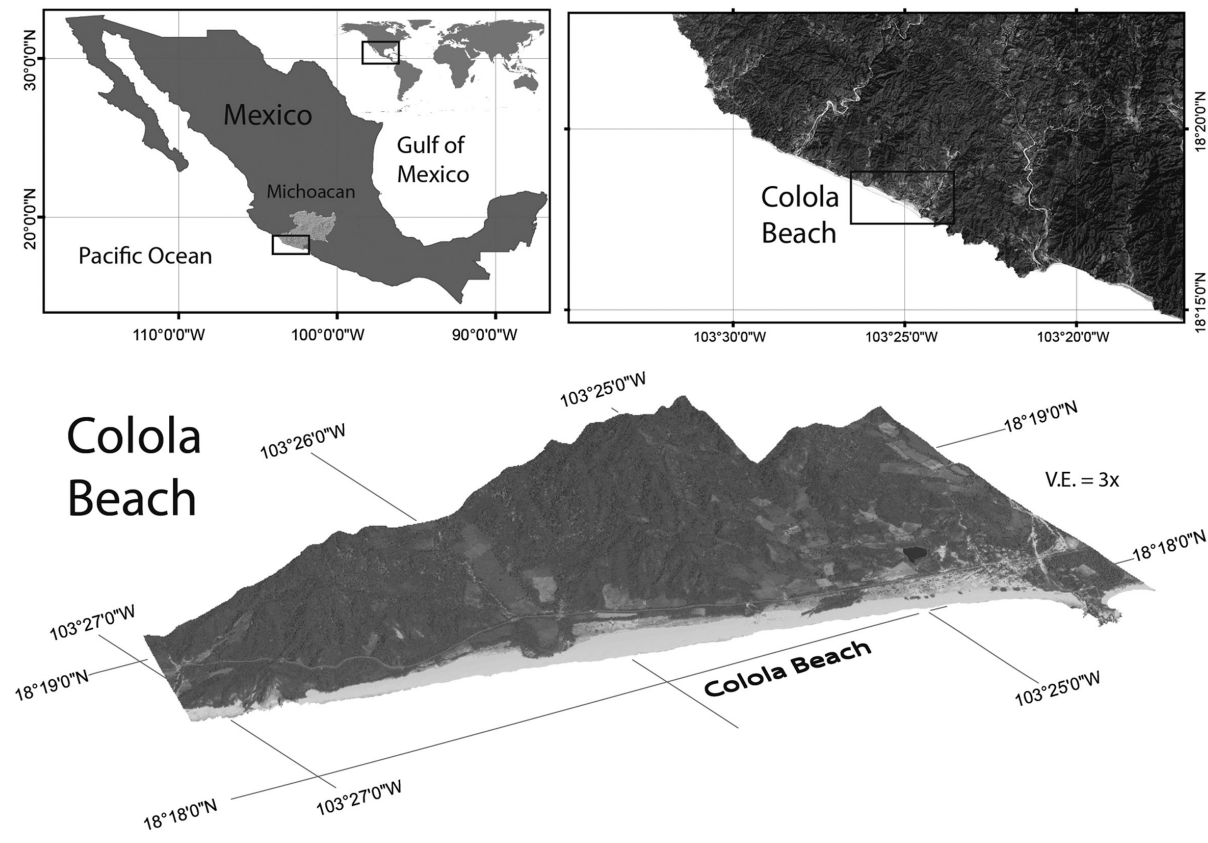 Mexico
Gulf of
Mexico
Michoacan
Pacific Ocean
30°0'0"N
20°0'0"N
110°0'0"W
100°0'0"W
90°0'0"W
Colola
Beach
18°20'0"N
18°15'0"N
103°30'0"W
103°25'0"W
103°20'0"W
Colola
Beach
103°25'0"W
103°26'0"W
18°19'0"N
V.E. = 3x
18°18'0"N
103°27'0"W
18°19'0"N
Colola Beach
103°25'0"W
103°27'0"W
18°18'0"N